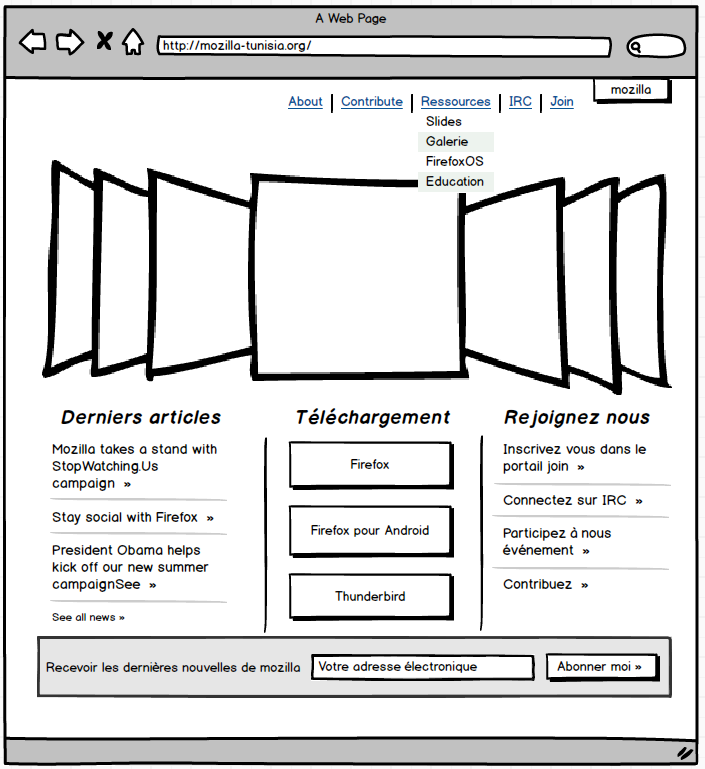 A Web Page
http://mozilla-tunisia.org/
mozilla
About | Contribute | Ressources | IRC | Join
Slides
Galerie
FirefoxOS
Education
Derniers articles
Mozilla takes a stand with
StopWatching.Us
campaign »
Stay social with Firefox »
President Obama helps
kick off our new summer
campaignSee »
See all news »
Téléchargement
Firefox
Firefox pour Android
Thunderbird
Rejoignez nous
Inscrivez vous dans le
portail join »
Connectez sur IRC »
Participez à nous
événement »
Contribuez »
Recevoir les dernières nouvelles de mozilla
Votre adresse électronique
Abonner moi »